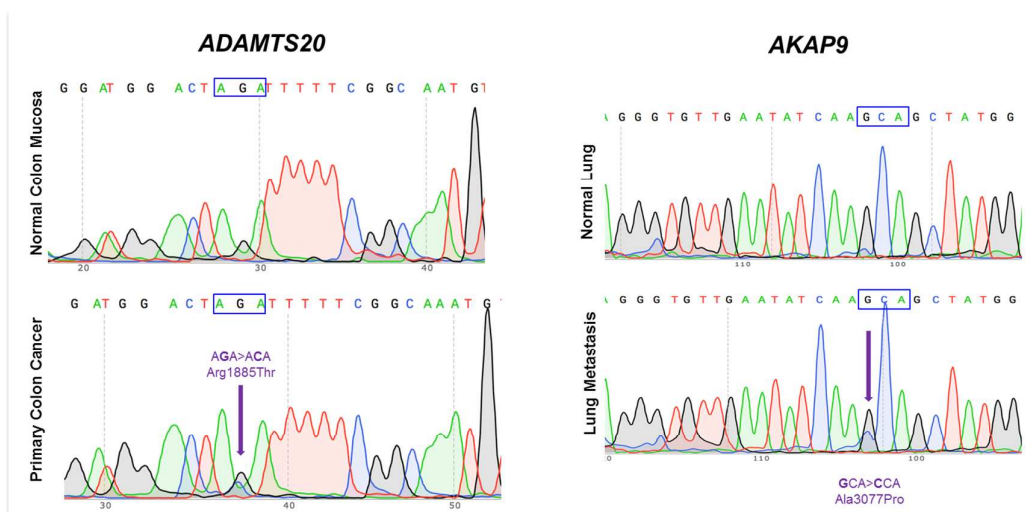 ADAMTS20
AKAP9
Normal Colon Mucosa
G G A T G G A C T A G A T T T T T C G G C A A T G T
20 30 40
Primary Colon Cancer
G A T G G A C T A G A T T T T T C G G C A A A T G T
AGA>ACA
Arg1885Thr
30 40 50
Normal Lung
A G G G T G T T G A A T A T C A A G C A G C T A T G G
110 100
Lung Metastasis
A G G G T G T T G A A T A T C A A G C A G C T A T G G
0 110 100
GCA>CCA
Ala3077Pro